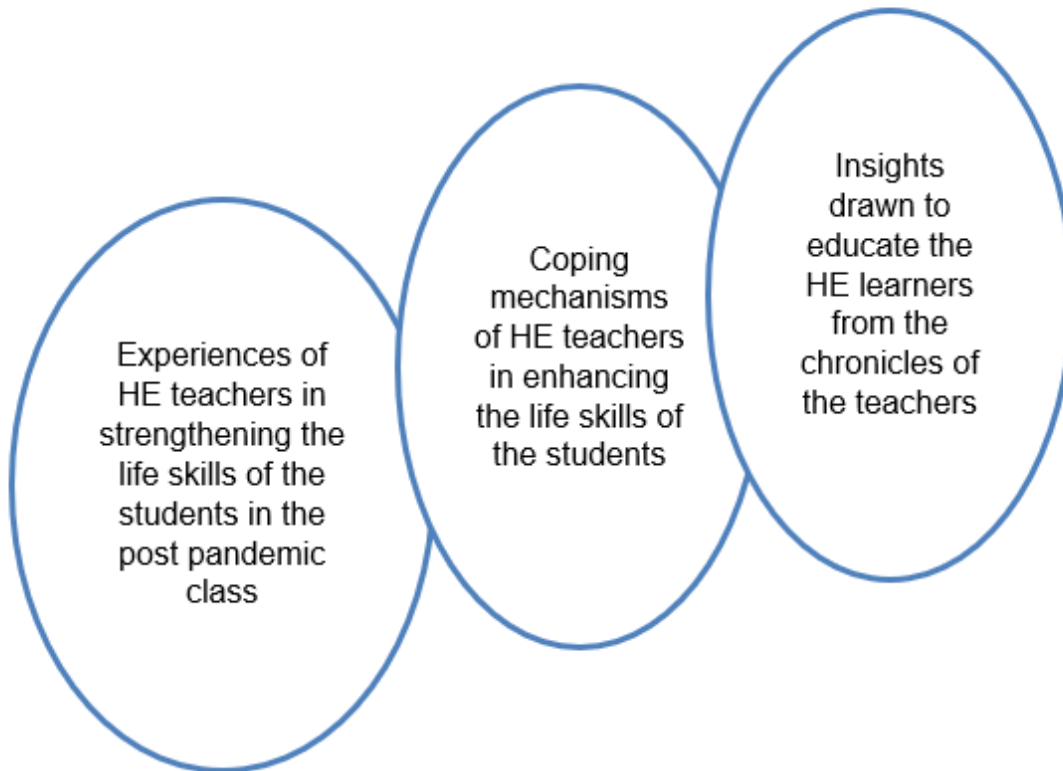 Experiences of
HE teachers in
strengthening the
life skills of the
students in the
post pandemic
class
Coping
mechanisms
of HE teachers
in enhancing
the life skills of
the students
Insights
drawn to
educate the
HE learners
from the
chronicles of
the teachers